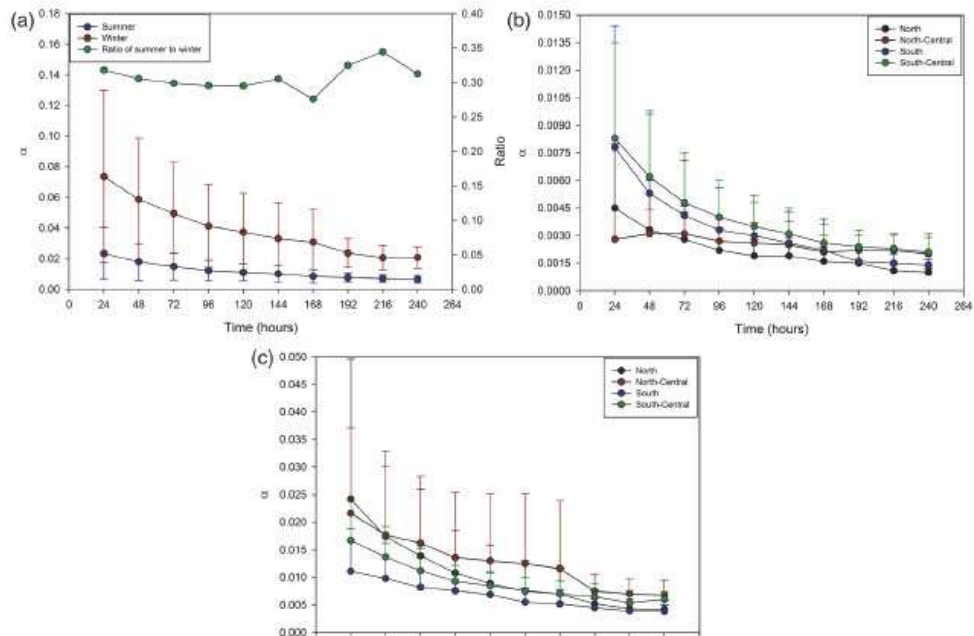 (a)
0.18
0.16
0.14
0.12
0.10
0.08
0.06
0.04
0.02
0.00
α
Summer
Winter
Ratio of summer to winter
0.40
0.35
0.30
0.25
0.20
0.15
0.10
0.05
0.00
Ratio
0 24 48 72 96 120 144 168 192 216 240 264
Time (hours)
(b)
0.0150
0.0135
0.0120
0.0105
0.0090
0.0075
0.0060
0.0045
0.0030
0.0015
0.0000
α
North
North-Central
South
South-Central
0 24 48 72 96 120 144 168 192 216 240 264
Time (hours)
(c)
0.050
0.045
0.040
0.035
0.030
0.025
0.020
0.015
0.010
0.005
0.000
α
North
North-Central
South
South-Central